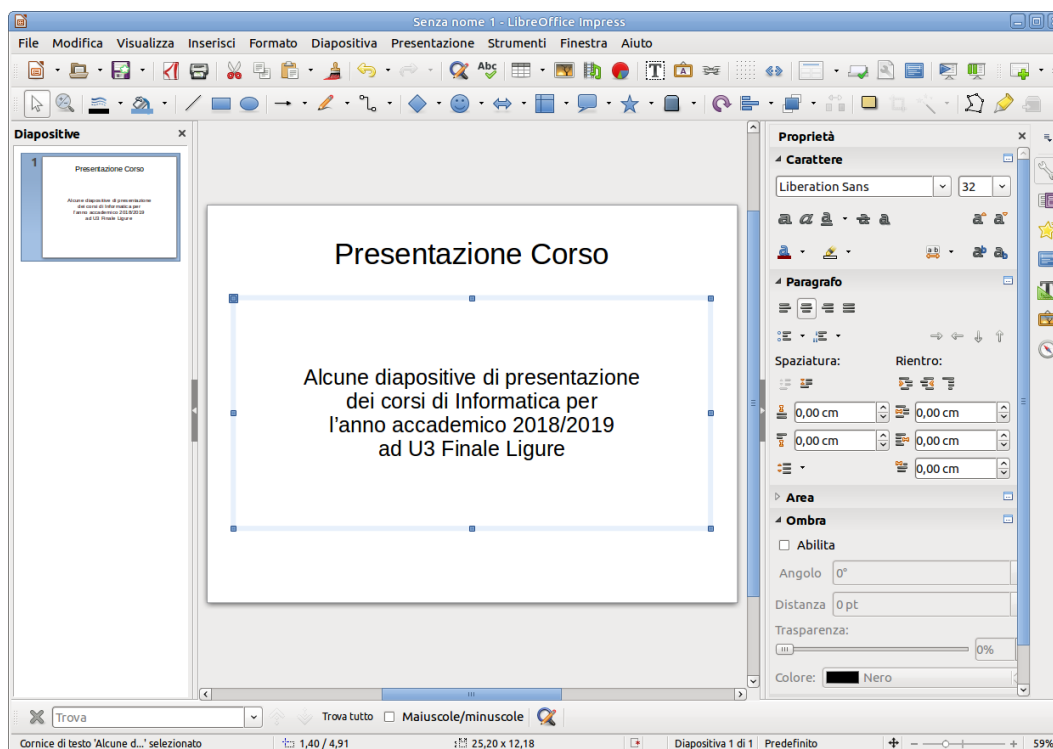 Senza nome 1 - LibreOffice Impress
File Modifica Visualizza Inserisci Formato Diapositiva Presentazione Strumenti Finestra Aiuto
Diapositive
1
Presentazione Corso
Alcune diapositive di presentazione
dei corsi di Informatica per
l'anno accademico 2018/2019
ad U3 Finale Ligure
Presentazione Corso
Alcune diapositive di presentazione
dei corsi di Informatica per
l'anno accademico 2018/2019
ad U3 Finale Ligure
Proprietà
Carattere
Liberation Sans 32
Paragrafo
Spaziatura: Rientro:
0,00 cm 0,00 cm
0,00 cm 0,00 cm
0,00 cm
Area
Ombra
Abilita
Angolo 0°
Distanza 0 pt
Trasparenza:
0%
Colore: Nero
Trova Trova tutto Maiuscole/minuscole
Cornice di testo 'Alcune d...' selezionato 1,40 / 4,91 25,20 x 12,18 Diapositiva 1 di 1 Predefinito 59%